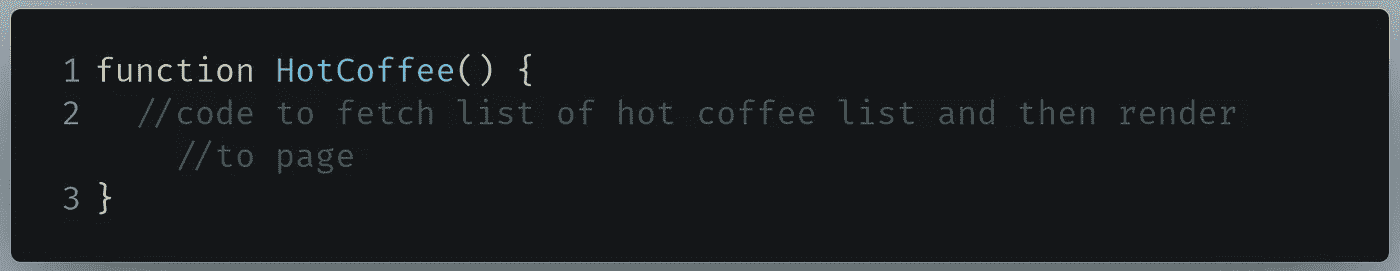 1 function HotCoffee() {
2   //code to fetch list of hot coffee list and then render
    //to page
3 }